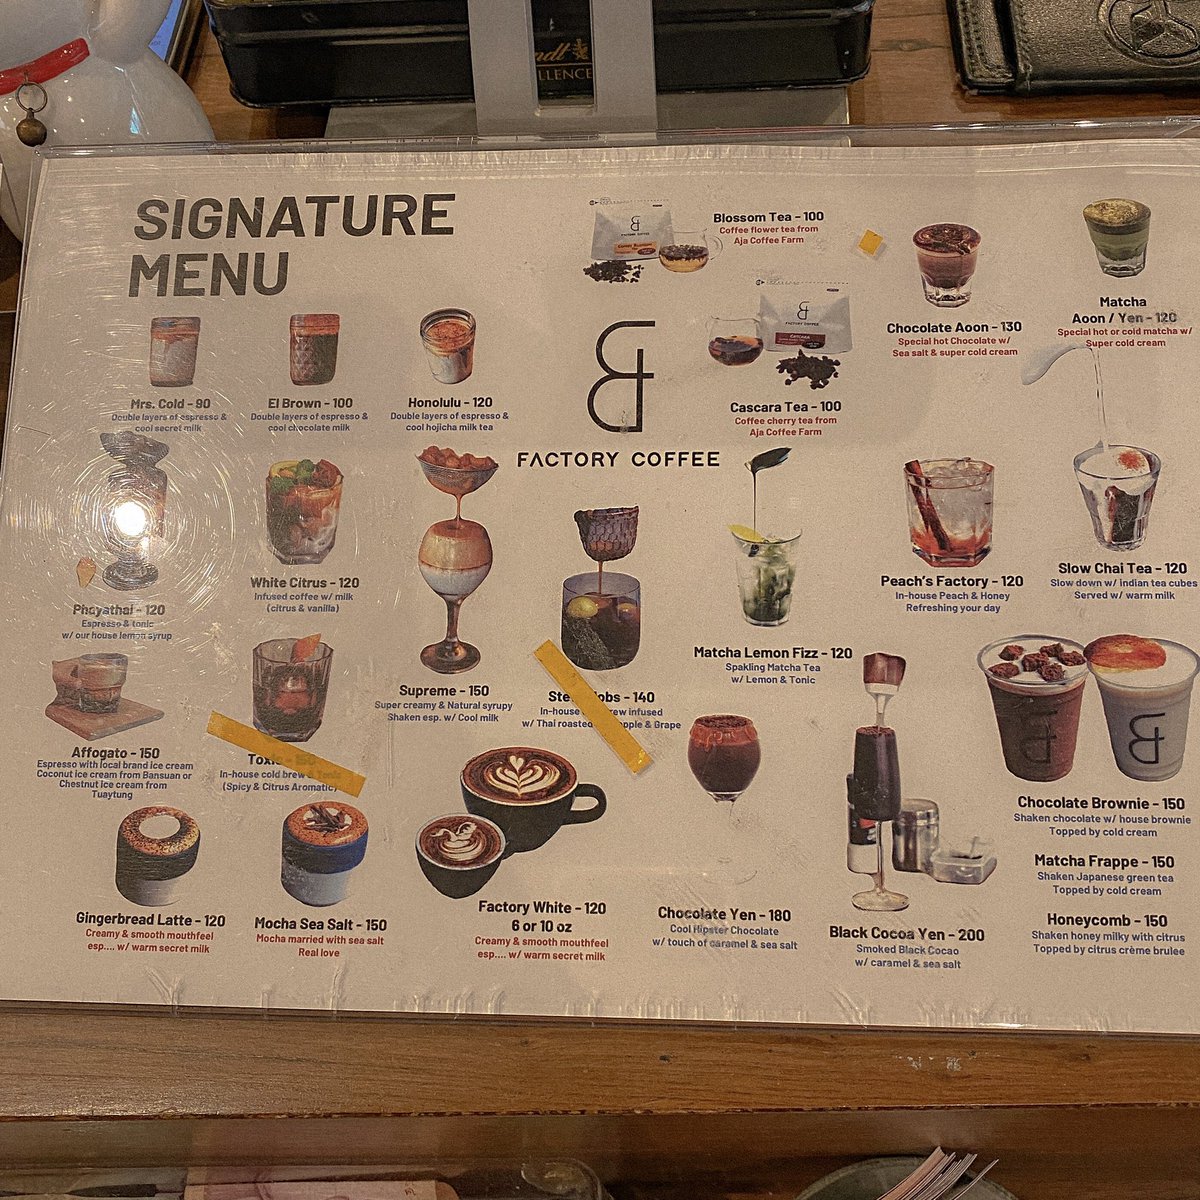 SIGNATURE
MENU
Mrs. Cold - 90
Double layers of espresso &
cool secret milk
El Brown - 100
Double layers of espresso &
cool chocolate milk
Honolulu - 120
Double layers of espresso &
cool hojicha milk tea
FACTORY COFFEE
Blossom Tea - 100
Coffee flower tea from
Aja Coffee Farm
Cascara Tea - 100
Coffee cherry tea from
Aja Coffee Farm
Chocolate Aoon - 130
Special hot Chocolate w/
Sea salt & super cold cream
Matcha
Aoon / Yen - 120
Special hot or cold matcha w/
Super cold cream
Phayathai - 120
Espresso & tonic
w/ our house lemon syrup
White Citrus - 120
Infused coffee w/ milk
(citrus & vanilla)
Supreme - 150
Super creamy & Natural syrupy
Shaken esp. w/ Cool milk
- 140
In-house infused
w/ Thai roasted & Grape
Matcha Lemon Fizz - 120
Spakling Matcha Tea
w/ Lemon & Tonic
Peach's Factory - 120
In-house Peach & Honey
Refreshing your day
Slow Chai Tea - 120
Slow down w/ indian tea cubes
Served w/ warm milk
Affogato - 150
Espresso with local brand ice cream
Coconut ice cream from Bansuan or
Chestnut ice cream from
Tuaytung
In-house cold brew &
(Spicy & Citrus Aromatic)
Gingerbread Latte - 120
Creamy & smooth mouthfeel
esp.... w/ warm secret milk
Mocha Sea Salt - 150
Mocha married with sea salt
Real love
Factory White - 120
6 or 10 oz
Creamy & smooth mouthfeel
esp.... w/ warm secret milk
Chocolate Yen - 180
Cool Hipster Chocolate
w/ touch of caramel & sea salt
Black Cocoa Yen - 200
Smoked Black Cocao
w/ caramel & sea salt
Chocolate Brownie - 150
Shaken chocolate w/ house brownie
Topped by cold cream
Matcha Frappe - 150
Shaken Japanese green tea
Topped by cold cream
Honeycomb - 150
Shaken honey milky with citrus
Topped by citrus crème brulee